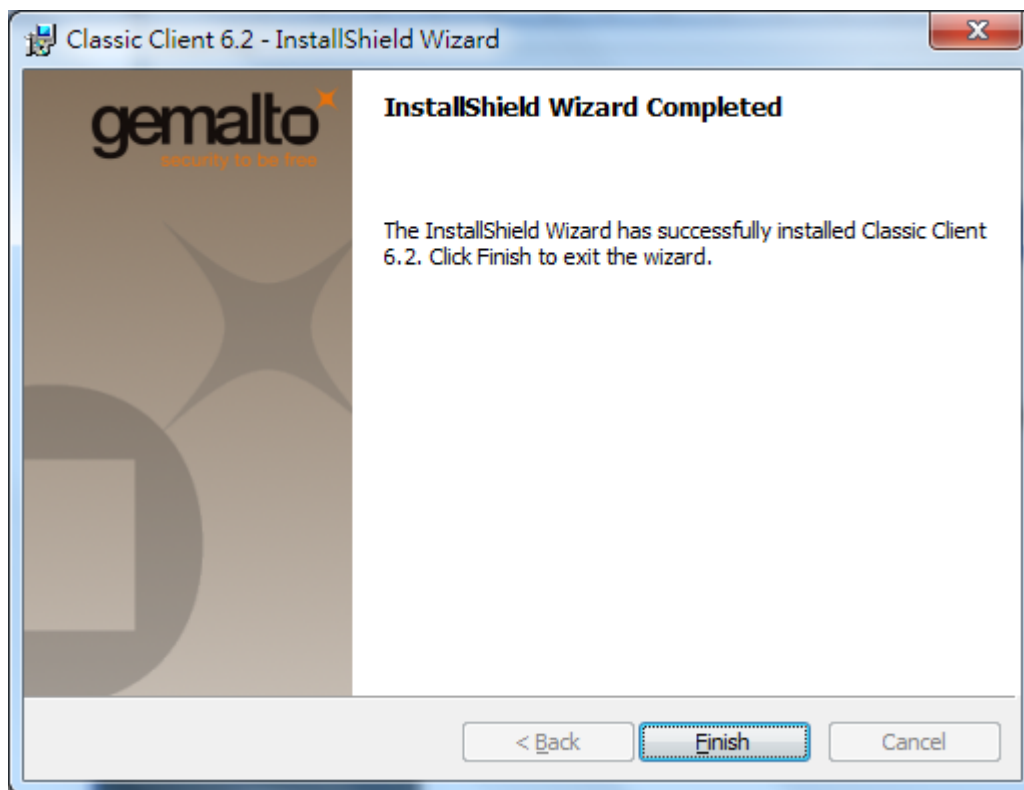 Classic Client 6.2 - InstallShield Wizard
gemalto
security to be free
InstallShield Wizard Completed
The InstallShield Wizard has successfully installed Classic Client
6.2. Click Finish to exit the wizard.
< Back Finish Cancel